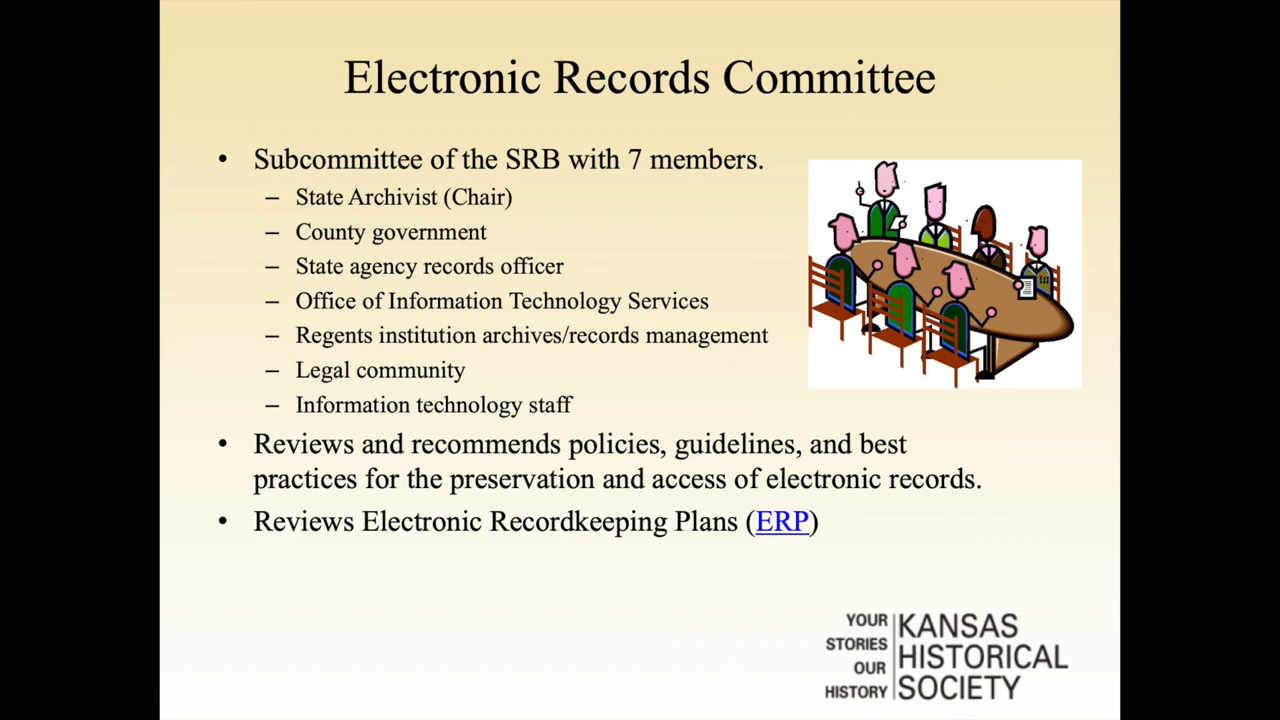 Electronic Records Committee
• Subcommittee of the SRB with 7 members.
– State Archivist (Chair)
– County government
– State agency records officer
– Office of Information Technology Services
– Regents institution archives/records management
– Legal community
– Information technology staff
• Reviews and recommends policies, guidelines, and best
practices for the preservation and access of electronic records.
• Reviews Electronic Recordkeeping Plans (ERP)
YOUR
STORIES
OUR
HISTORY
KANSAS
HISTORICAL
SOCIETY